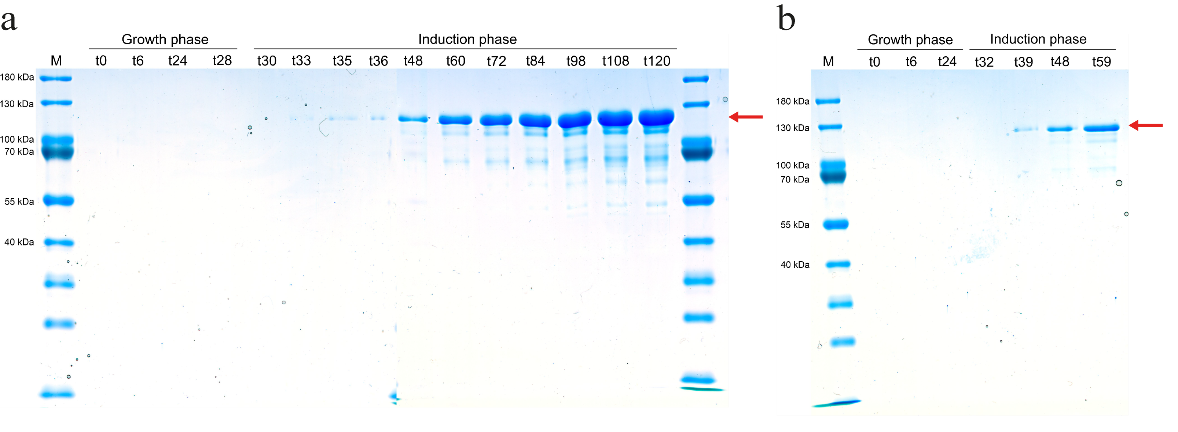 a
Growth phase Induction phase
M t0 t6 t24 t28 t30 t33 t35 t36 t48 t60 t72 t84 t98 t108 t120
180 kDa
130 kDa
100 kDa
70 kDa
55 kDa
40 kDa
b
Growth phase Induction phase
M t0 t6 t24 t32 t39 t48 t59
180 kDa
130 kDa
100 kDa
70 kDa
55 kDa
40 kDa